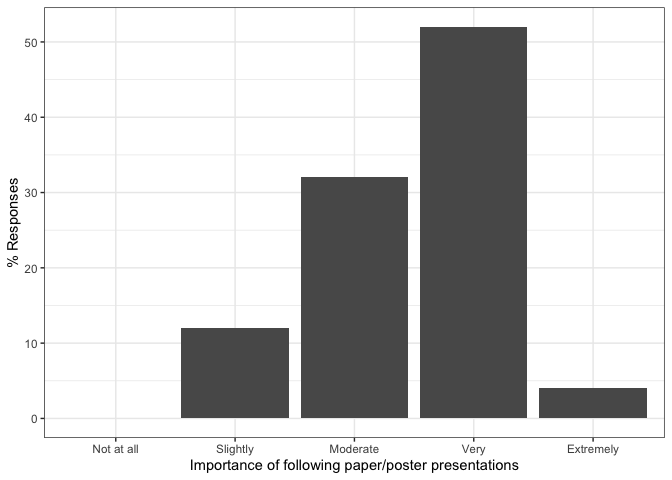 50
40
30
20
10
0
% Responses
Not at all Slightly Moderate Very Extremely
Importance of following paper/poster presentations